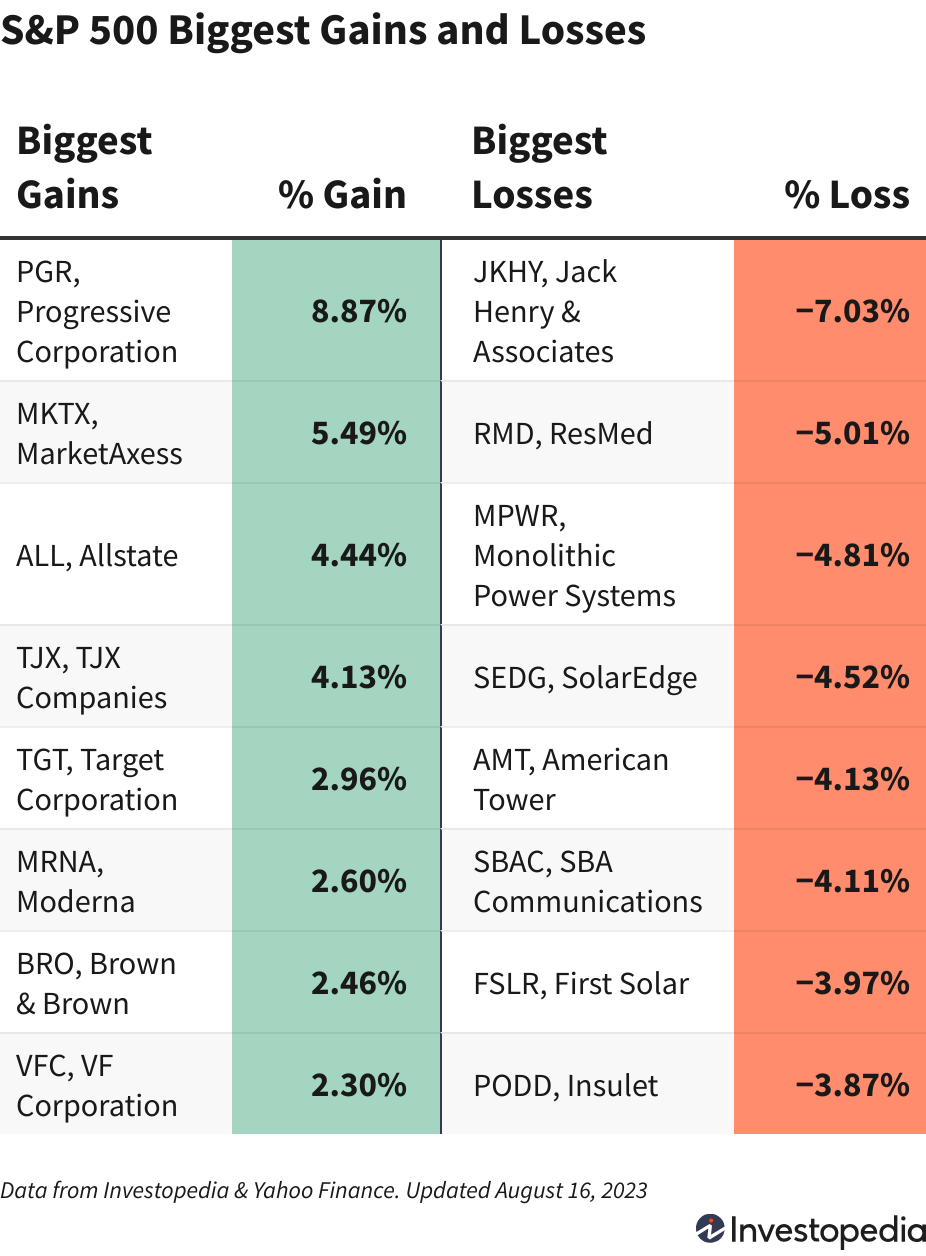 S&P 500 Biggest Gains and Losses
Biggest
Gains
% Gain
Biggest
Losses
% Loss
PGR,
Progressive
Corporation
8.87%
JKHY, Jack
Henry &
Associates
−7.03%
MKTX,
MarketAxess
5.49%
RMD, ResMed
−5.01%
ALL, Allstate
4.44%
MPWR,
Monolithic
Power Systems
−4.81%
TJX, TJX
Companies
4.13%
SEDG, SolarEdge
−4.52%
TGT, Target
Corporation
2.96%
AMT, American
Tower
−4.13%
MRNA,
Moderna
2.60%
SBAC, SBA
Communications
−4.11%
BRO, Brown
& Brown
2.46%
FSLR, First Solar
−3.97%
VFC, VF
Corporation
2.30%
PODD, Insulet
−3.87%
Data from Investopedia & Yahoo Finance. Updated August 16, 2023
Investopedia